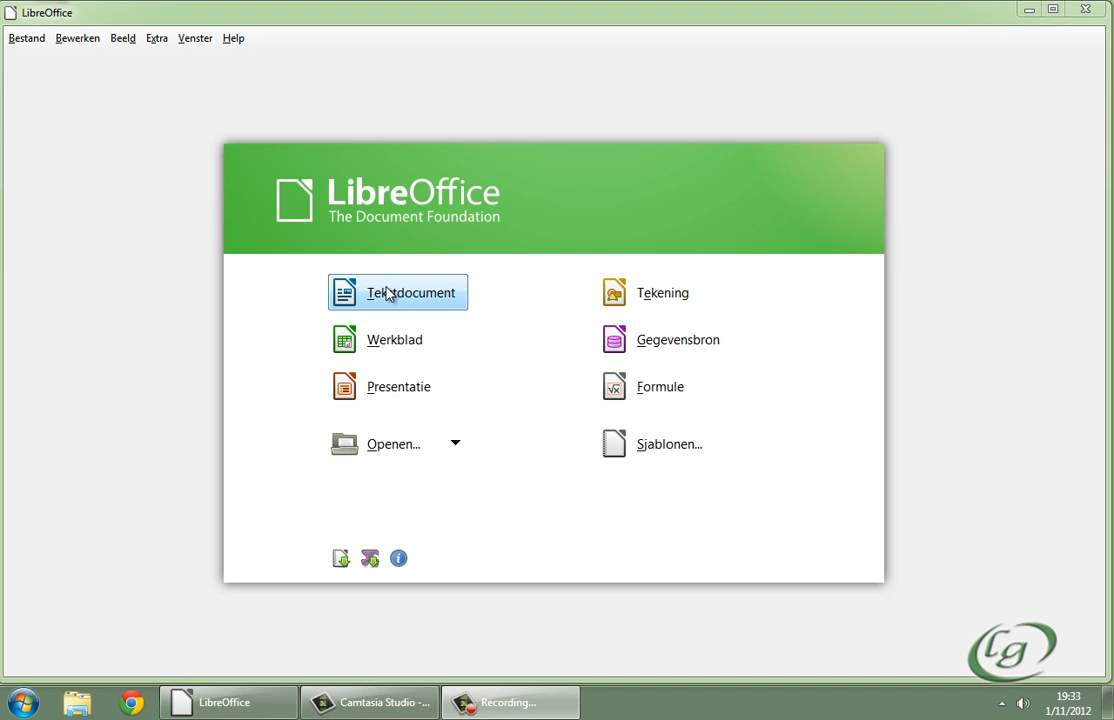 LibreOffice
Bestand Bewerken Beeld Extra Venster Help
LibreOffice
The Document Foundation
Tekstdocument Tekening
Werkblad Gegevensbron
Presentatie Formule
Openen... Sjablonen...
Lg
LibreOffice Camtasia Studio -... Recording... 19:33
1/11/2012